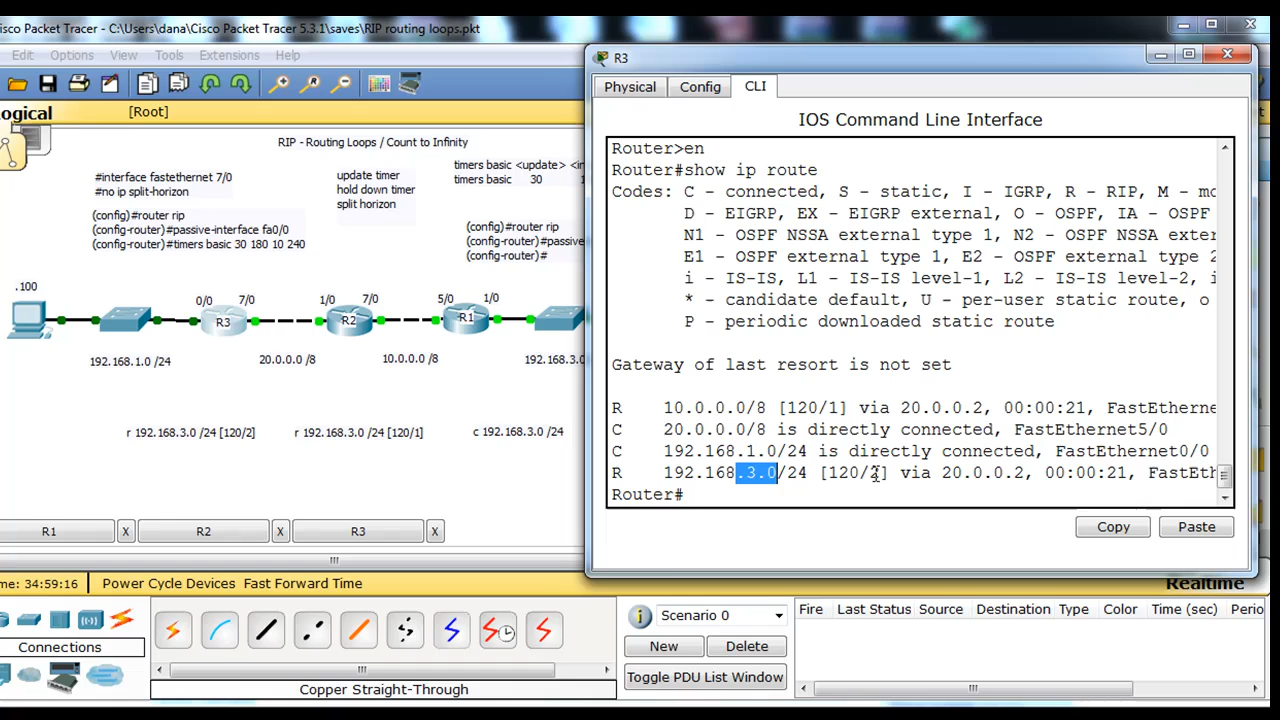 isco Packet Tracer - C:\Users\dana\Cisco Packet Tracer 5.3.1\saves\RIP routing loops.pkt
Edit Options View Tools Extensions Help
ogical [Root]
RIP - Routing Loops / Count to Infinity
#interface fastethernet 7/0
#no ip split-horizon
(config)#router rip
(config-router)#passive-interface fa0/0
(config-router)#timers basic 30 180 10 240
update timer
hold down timer
split horizon
timers basic <update> <in
timers basic 30 1
(config)#router rip
(config-router)#passive
(config-router)#
.100
0/0 7/0 1/0 7/0 5/0 1/0
R3 R2 R1
192.168.1.0 /24 20.0.0.0 /8 10.0.0.0 /8 192.168.3.0
r 192.168.3.0 /24 [120/2] r 192.168.3.0 /24 [120/1] c 192.168.3.0 /24
R1 X R2 X R3 X
R3
Physical Config CLI
IOS Command Line Interface
Router>en
Router#show ip route
Codes: C - connected, S - static, I - IGRP, R - RIP, M - mo
D - EIGRP, EX - EIGRP external, O - OSPF, IA - OSPF
N1 - OSPF NSSA external type 1, N2 - OSPF NSSA exter
E1 - OSPF external type 1, E2 - OSPF external type 2
i - IS-IS, L1 - IS-IS level-1, L2 - IS-IS level-2, i
* - candidate default, U - per-user static route, o
P - periodic downloaded static route
Gateway of last resort is not set
R 10.0.0.0/8 [120/1] via 20.0.0.2, 00:00:21, FastEtherne
C 20.0.0.0/8 is directly connected, FastEthernet5/0
C 192.168.1.0/24 is directly connected, FastEthernet0/0
R 192.168.3.0/24 [120/2] via 20.0.0.2, 00:00:21, FastEth
Router#
Copy Paste
me: 34:59:16 Power Cycle Devices Fast Forward Time Realtime
Connections
Copper Straight-Through
Scenario 0
New Delete
Toggle PDU List Window
Fire Last Status Source Destination Type Color Time (sec) Perio